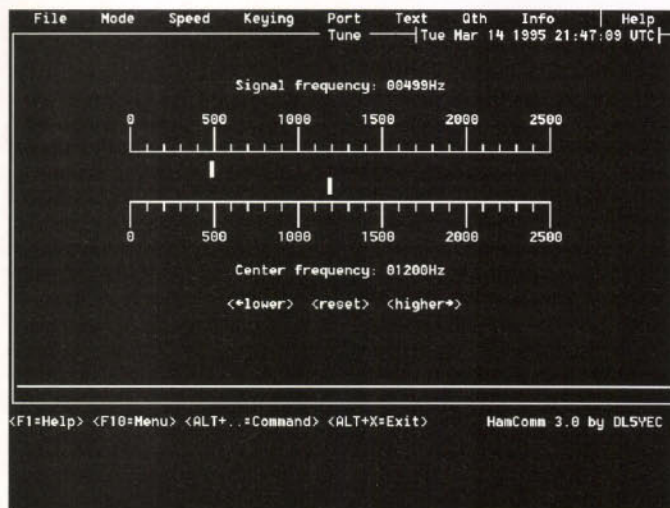 File Mode Speed Keying Port Text Qth Info Help
Tune Tue Mar 14 1995 21:47:09 UTC
Signal frequency: 00499Hz
0 500 1000 1500 2000 2500
0 500 1000 1500 2000 2500
Center frequency: 01200Hz
<←lower> <reset> <higher→>
<F1=Help> <F10=Menu> <ALT+..=Command> <ALT+X=Exit> HamComm 3.0 by DL5YEC